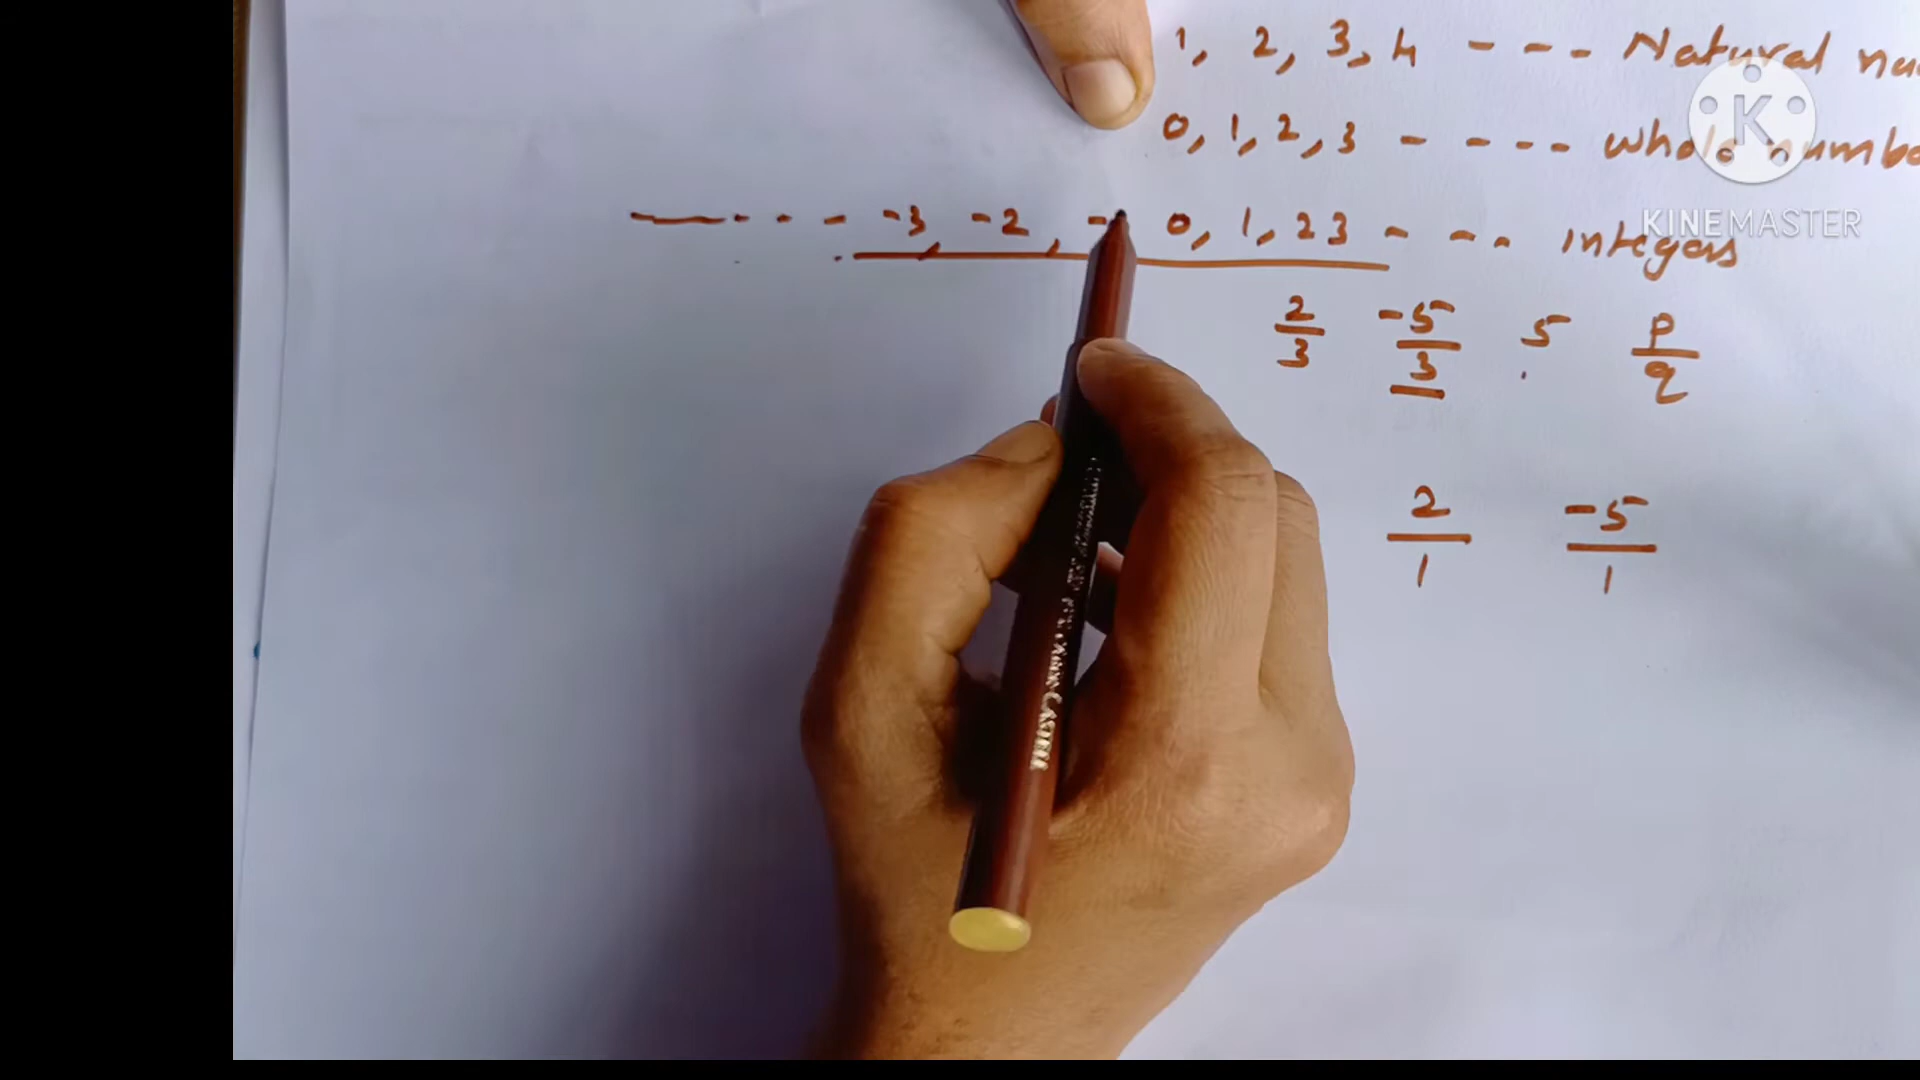 1, 2, 3, 4 - - - Natural
0, 1, 2, 3 - - - - whole
- - - - -3, -2, - 0, 1, 2 3 - - - integers
2/3 -5/3 5 p/q
2/1 -5/1
KINEMASTER